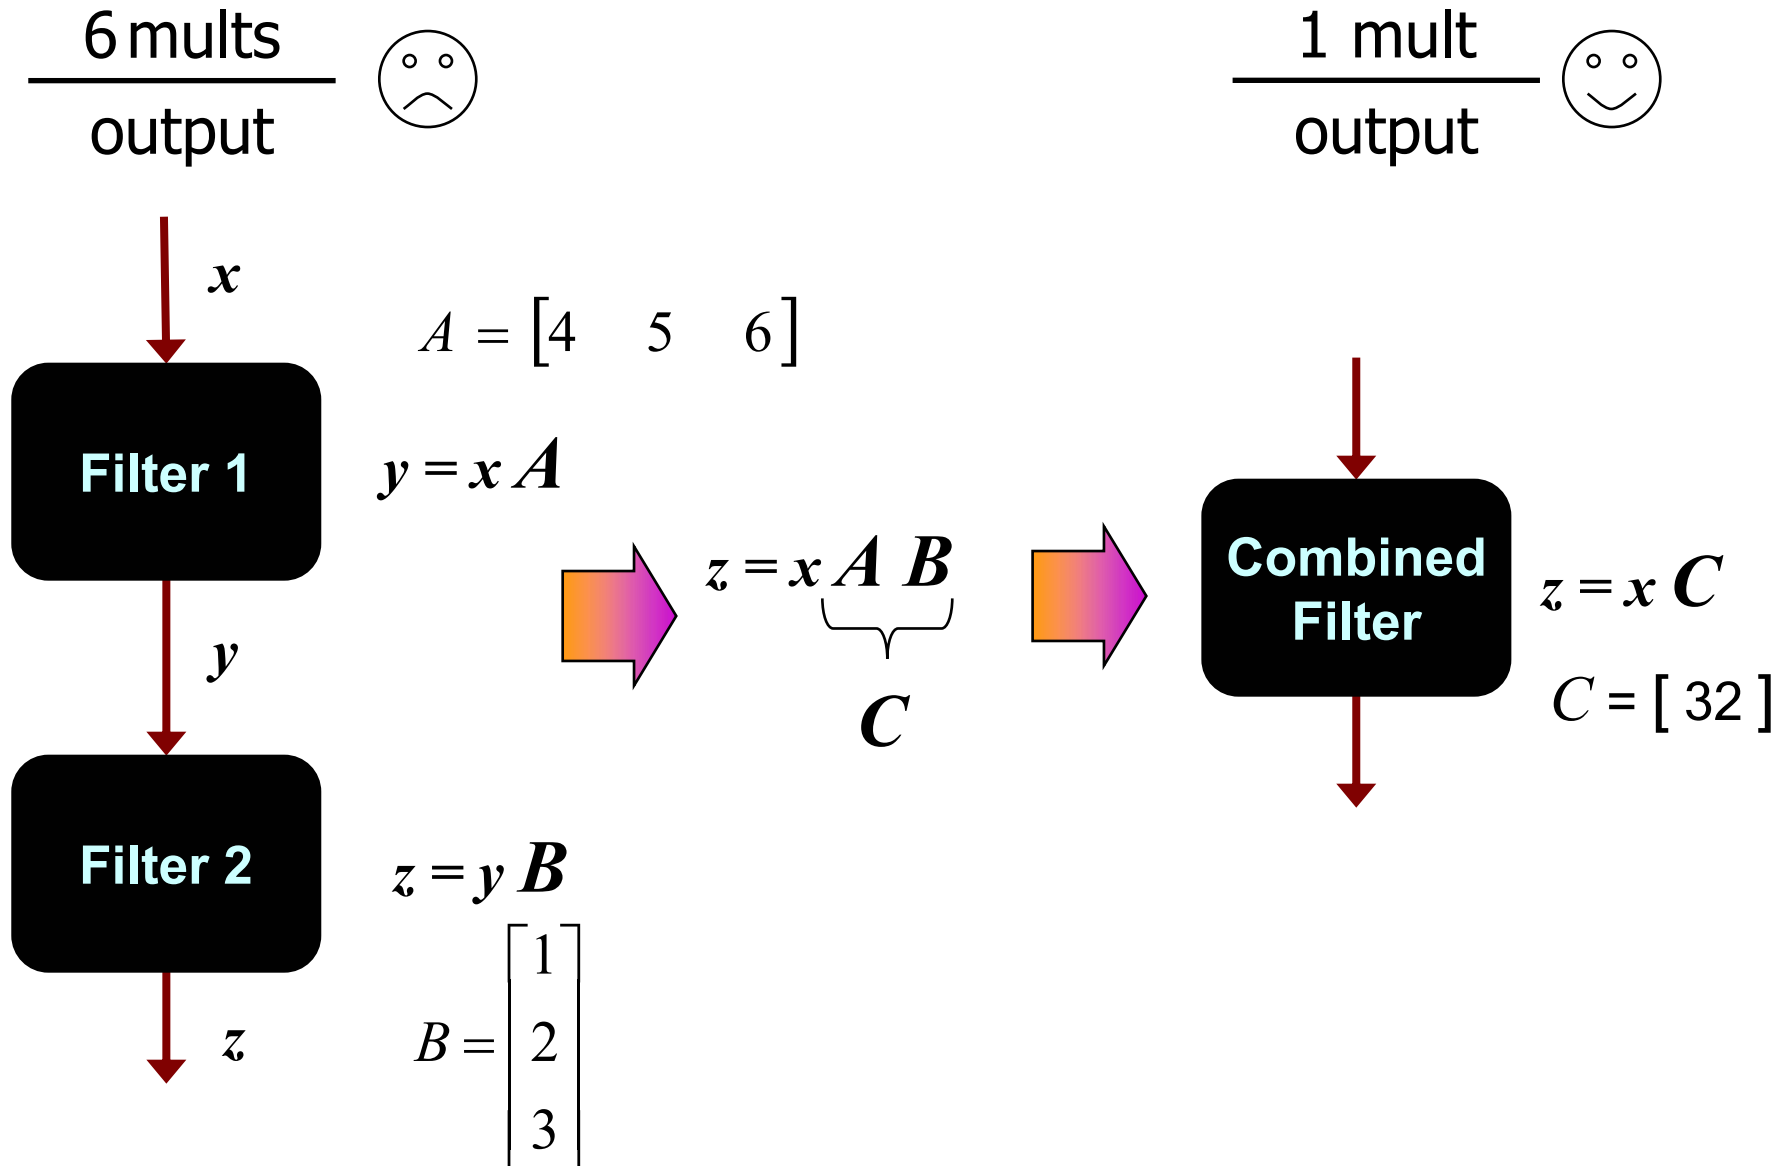 6 mults
output
1 mult
output
x
A = [4 5 6]
Filter 1
y = x A
z = x A B
C
Combined
Filter
z = x C
C = [ 32 ]
y
Filter 2
z = y B
z
B = [1
2
3]